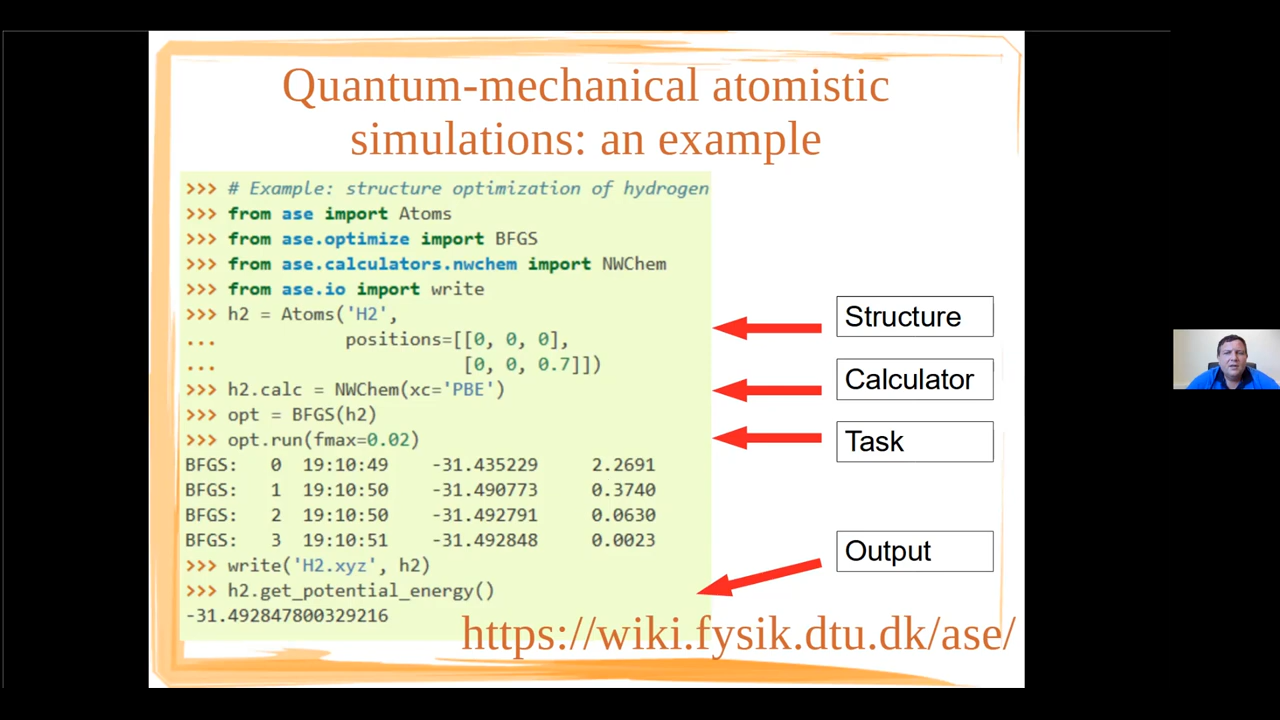 Quantum-mechanical atomistic
simulations: an example
>>> # Example: structure optimization of hydrogen
>>> from ase import Atoms
>>> from ase.optimize import BFGS
>>> from ase.calculators.nwchem import NWChem
>>> from ase.io import write
>>> h2 = Atoms('H2',
...            positions=[[0, 0, 0],
...                       [0, 0, 0.7]])
>>> h2.calc = NWChem(xc='PBE')
>>> opt = BFGS(h2)
>>> opt.run(fmax=0.02)
BFGS:   0  19:10:49    -31.435229     2.2691
BFGS:   1  19:10:50    -31.490773     0.3740
BFGS:   2  19:10:50    -31.492791     0.0630
BFGS:   3  19:10:51    -31.492848     0.0023
>>> write('H2.xyz', h2)
>>> h2.get_potential_energy()
-31.492847800329216
Structure
Calculator
Task
Output
https://wiki.fysik.dtu.dk/ase/